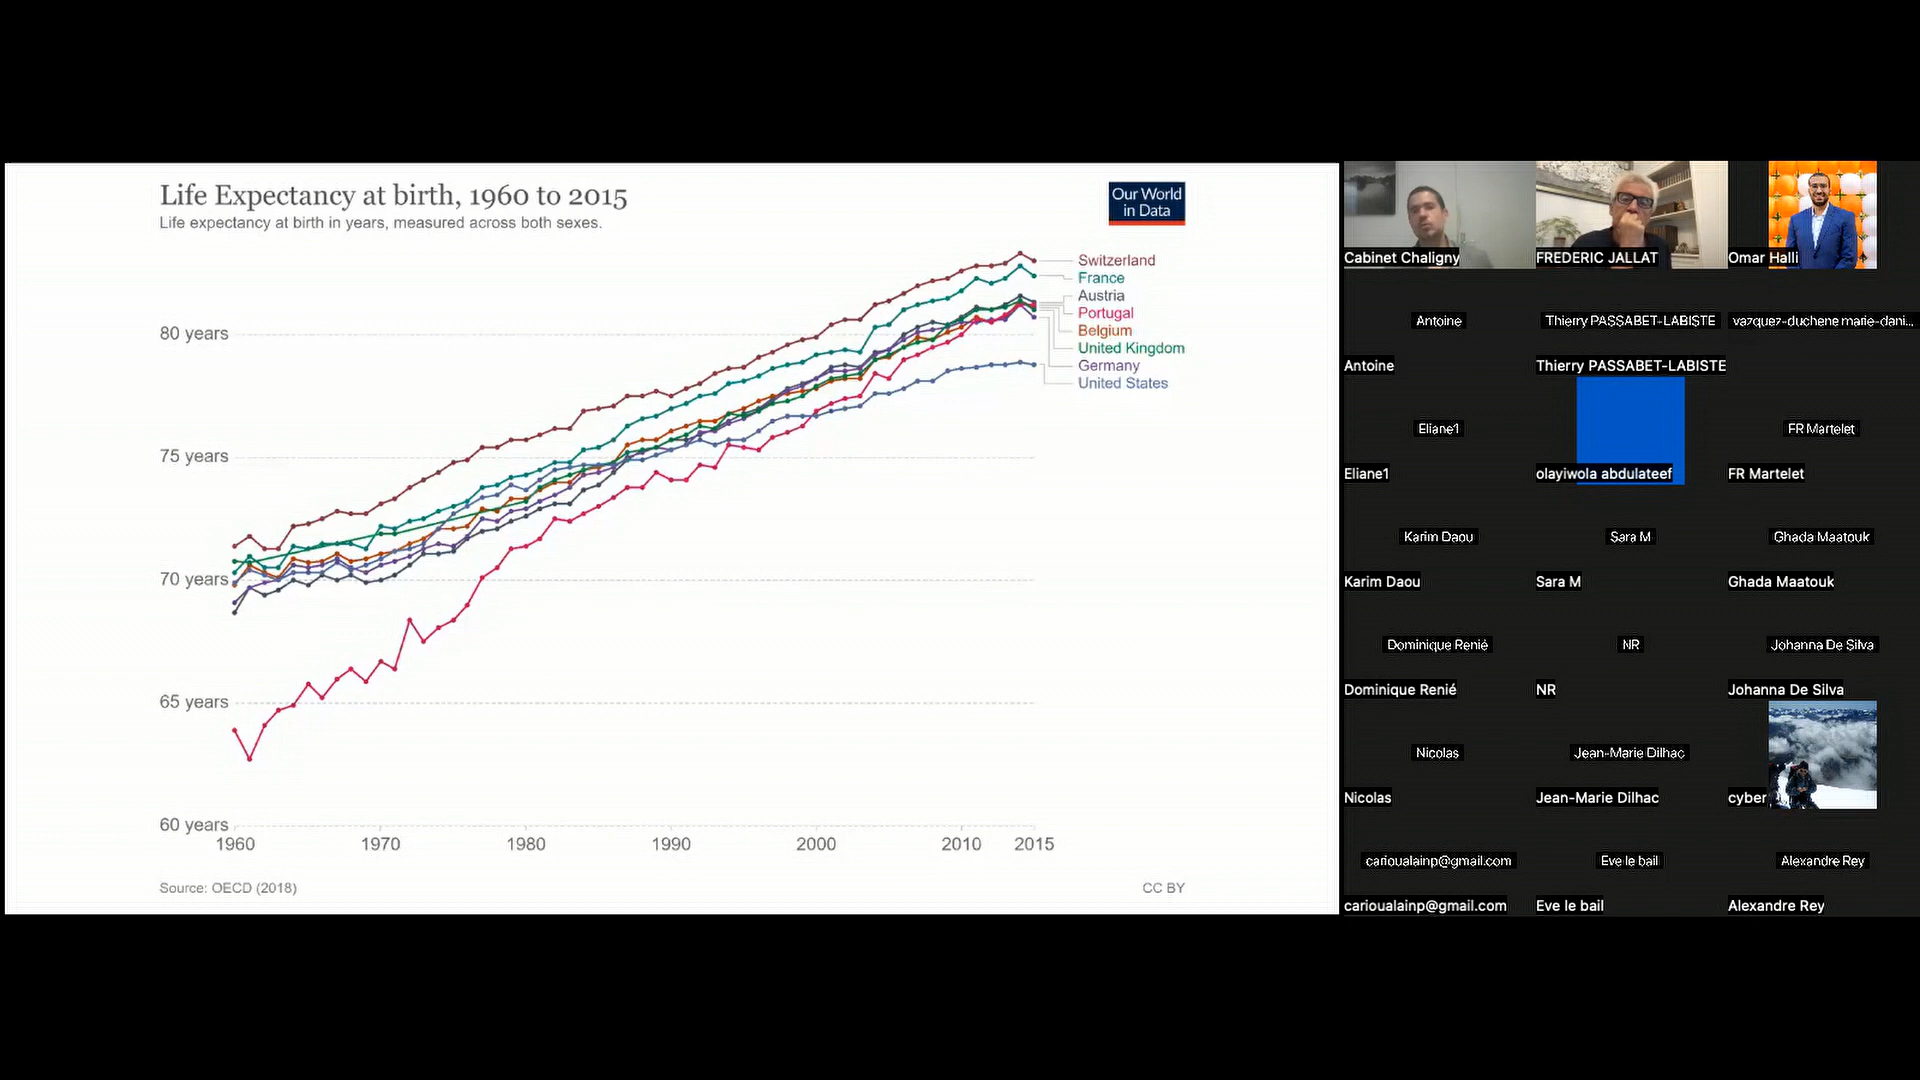 Life Expectancy at birth, 1960 to 2015
Life expectancy at birth in years, measured across both sexes.
Our World
in Data
Switzerland
France
Austria
Portugal
Belgium
United Kingdom
Germany
United States
80 years
75 years
70 years
65 years
60 years
1960
1970
1980
1990
2000
2010
2015
Source: OECD (2018)
CC BY
Cabinet Chaligny
FREDERIC JALLAT
Omar Halli
Antoine
Thierry PASSABET-LABISTE
vazquez-duchene marie-dani...
Antoine
Thierry PASSABET-LABISTE
Eliane1
FR Martelet
Eliane1
olayiwola abdulateef
FR Martelet
Karim Daou
Sara M
Ghada Maatouk
Karim Daou
Sara M
Ghada Maatouk
Dominique Renié
NR
Johanna De Silva
Dominique Renié
NR
Johanna De Silva
Nicolas
Jean-Marie Dilhac
Nicolas
Jean-Marie Dilhac
cyber
carioualainp@gmail.com
Eve le bail
Alexandre Rey
carioualainp@gmail.com
Eve le bail
Alexandre Rey